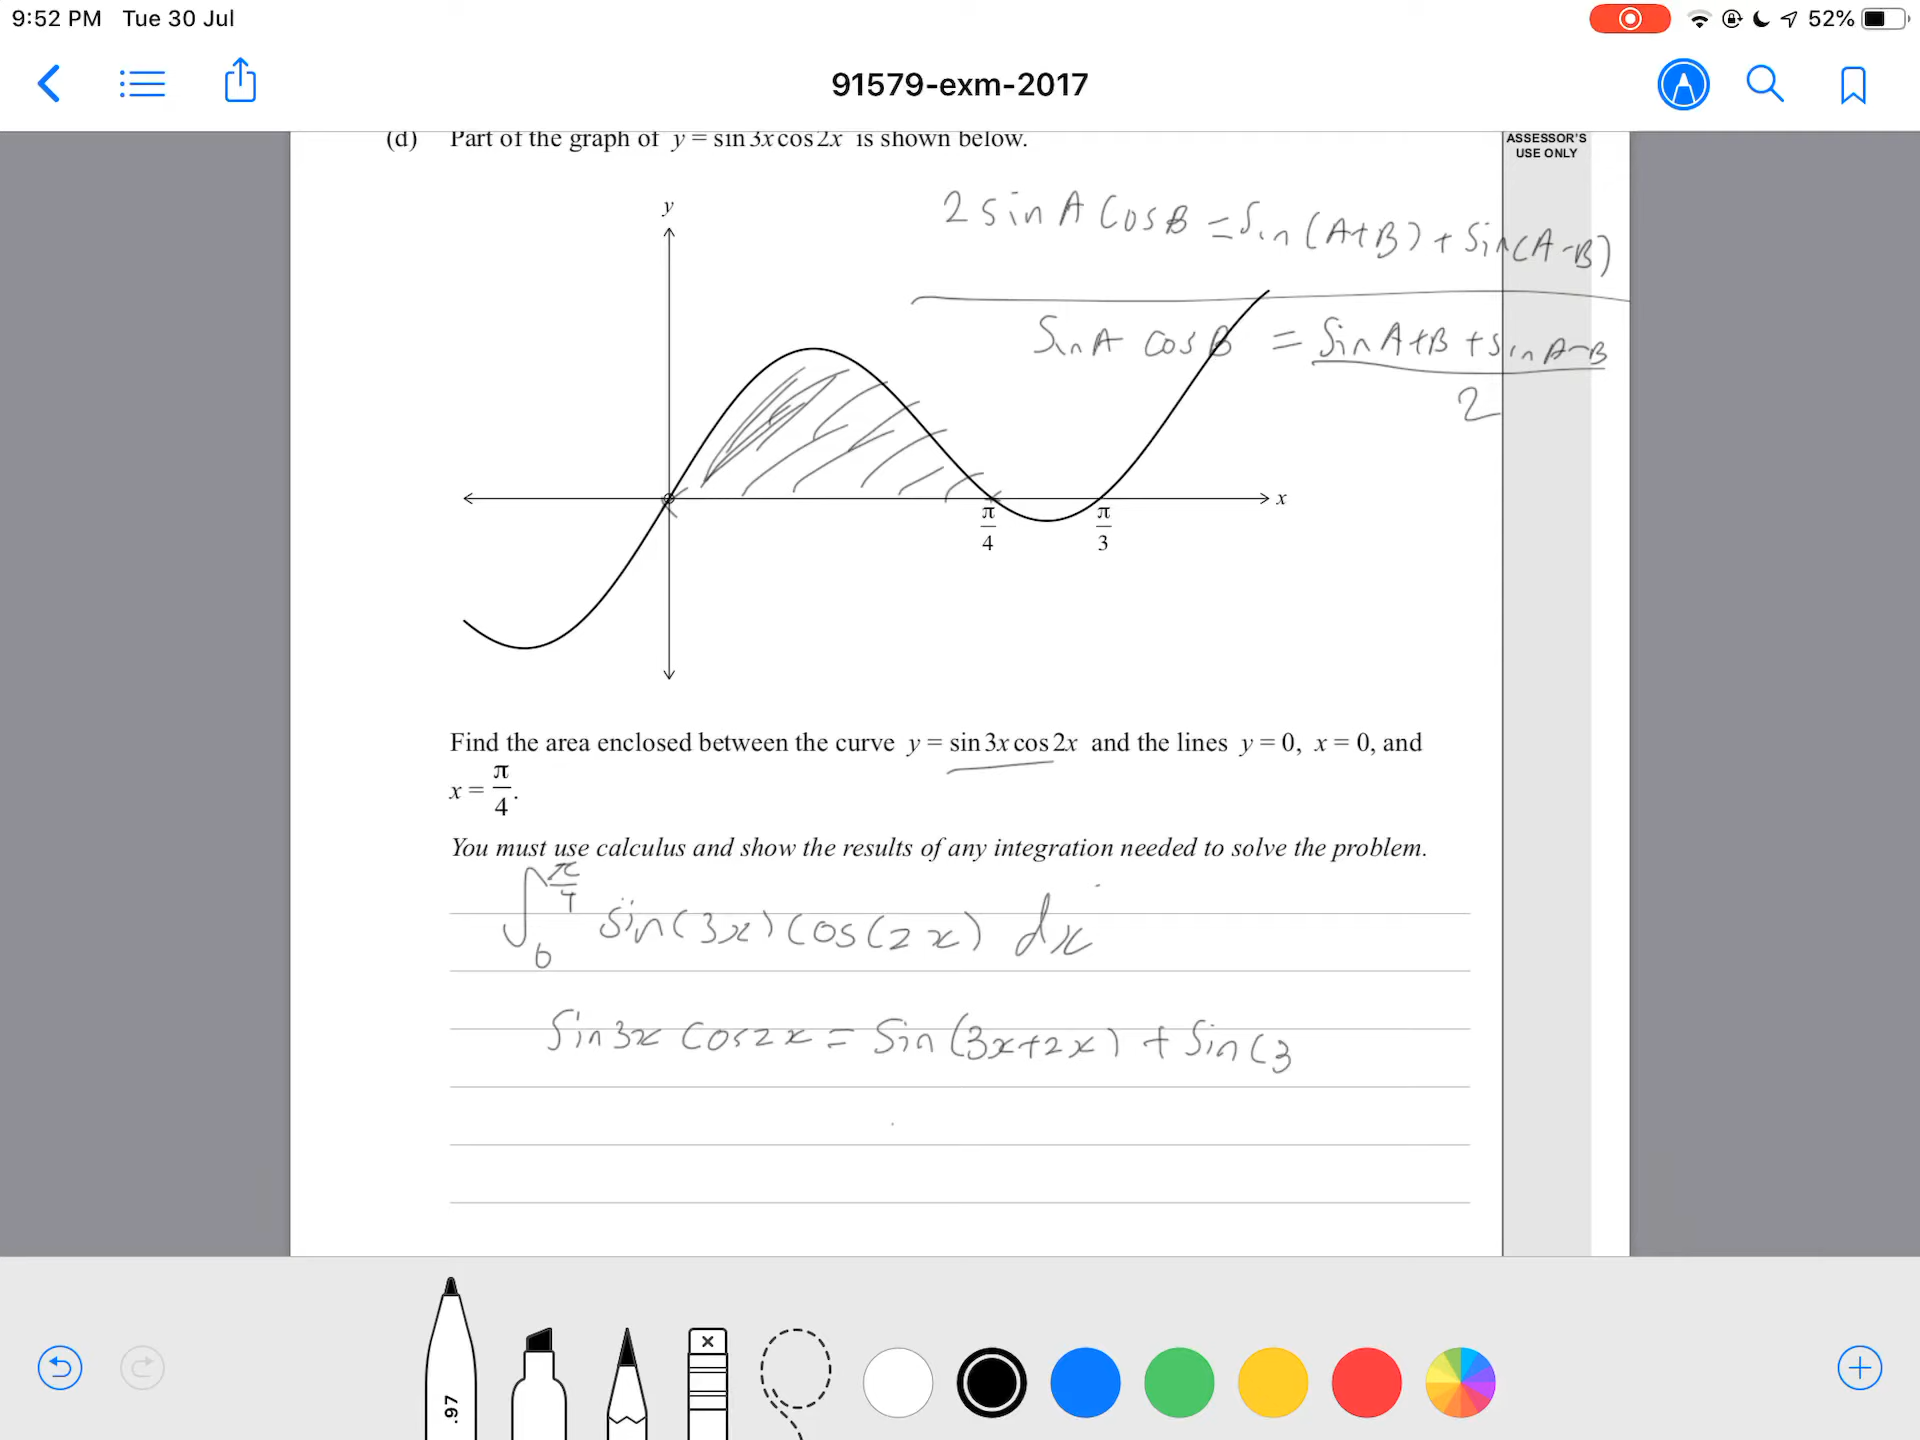 9:52 PM Tue 30 Jul 52%
91579-exm-2017
(d) Part of the graph of y = sin 3x cos 2x is shown below.
ASSESSOR'S
USE ONLY
2 sin A Cos B = Sin (A+B) + Sin(A-B)
Sin A Cos B = Sin A+B + sin A-B
2
y
x
π
4
π
3
Find the area enclosed between the curve y = sin 3x cos 2x and the lines y = 0, x = 0, and
x = π/4.
You must use calculus and show the results of any integration needed to solve the problem.
∫ π/4 0 sin(3x) cos(2x) dx
Sin 3x Cos 2x = Sin (3x+2x) + Sin (3
.97